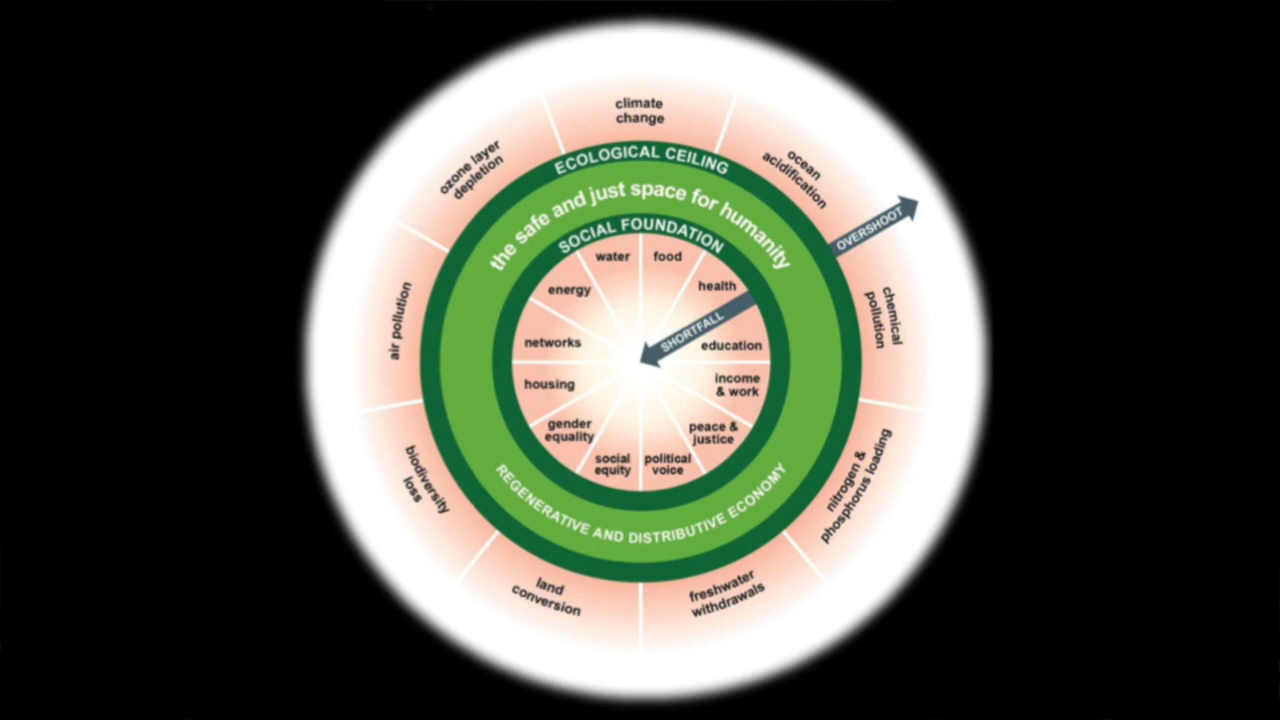 climate
change
ocean
acidification
chemical
pollution
nitrogen &
phosphorus loading
freshwater
withdrawals
land
conversion
biodiversity
loss
air pollution
ozone layer
depletion
OVERSHOOT
ECOLOGICAL CEILING
the safe and just space for humanity
SOCIAL FOUNDATION
water
food
health
SHORTFALL
education
income
& work
peace &
justice
political
voice
social
equity
gender
equality
housing
networks
energy
REGENERATIVE AND DISTRIBUTIVE ECONOMY